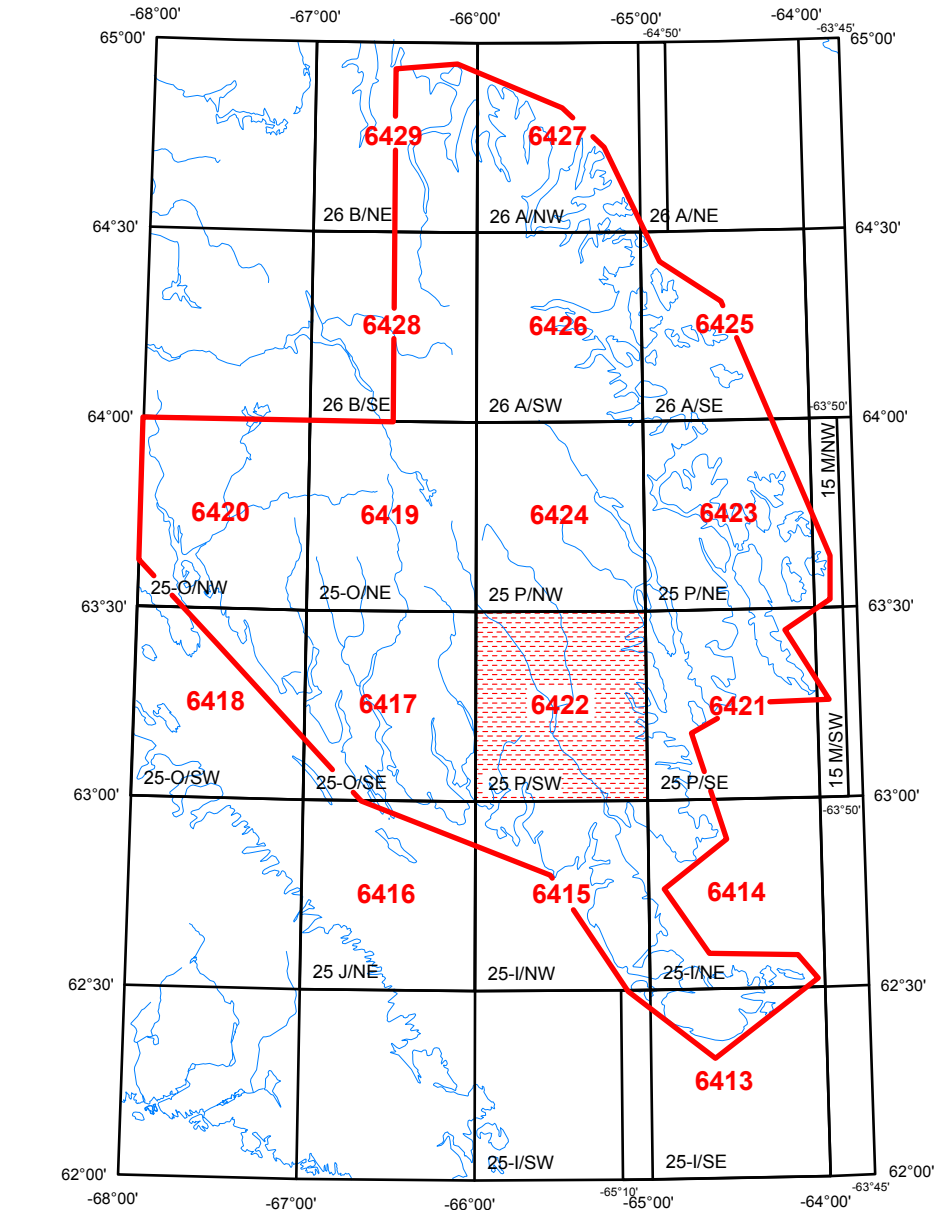 -68°00' -67°00' -66°00' -65°00' -64°00'
-64°50' -63°45'
65°00' 65°00'
6429 6427
26 B/NE 26 A/NW 26 A/NE
64°30' 64°30'
6428 6426 6425
26 B/SE 26 A/SW 26 A/SE
-63°50'
64°00' 64°00'
15 M/NW
6420 6419 6424 6423
25-O/NW 25-O/NE 25 P/NW 25 P/NE
63°30' 63°30'
6418 6417 6422 6421
15 M/SW
25-O/SW 25-O/SE 25 P/SW 25 P/SE
63°00' 63°00'
-63°50'
6416 6415 6414
25 J/NE 25-I/NW 25-I/NE
62°30' 62°30'
6413
25-I/SW 25-I/SE
62°00' 62°00'
-65°10' -63°45'
-68°00' -67°00' -66°00' -65°00' -64°00'